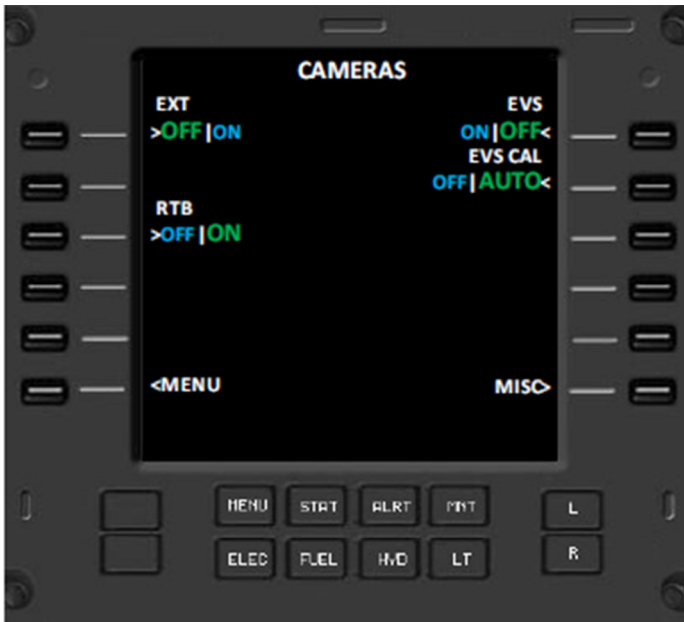 CAMERAS
EXT EVS
>OFF|ON ON|OFF<
EVS CAL
OFF|AUTO<
RTB
>OFF|ON
<MENU MISC>
MENU STAT ALRT MNT L
ELEC FUEL HYD LT R